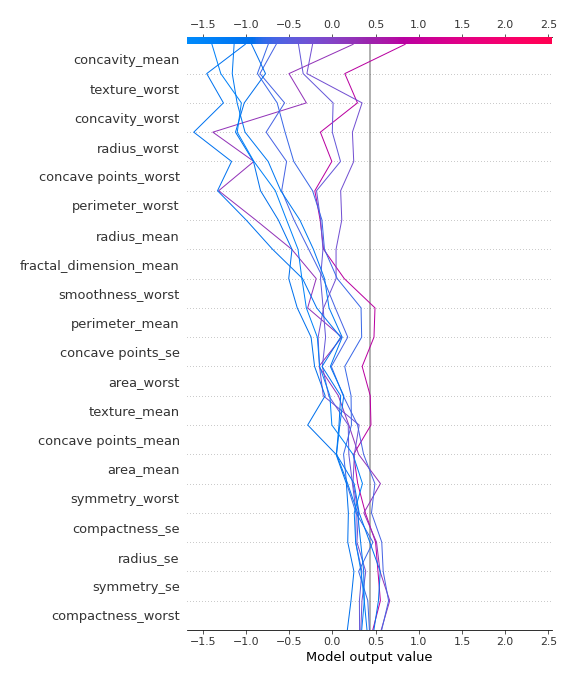 −1.5 −1.0 −0.5 0.0 0.5 1.0 1.5 2.0 2.5
concavity_mean
texture_worst
concavity_worst
radius_worst
concave points_worst
perimeter_worst
radius_mean
fractal_dimension_mean
smoothness_worst
perimeter_mean
concave points_se
area_worst
texture_mean
concave points_mean
area_mean
symmetry_worst
compactness_se
radius_se
symmetry_se
compactness_worst
−1.5 −1.0 −0.5 0.0 0.5 1.0 1.5 2.0 2.5
Model output value